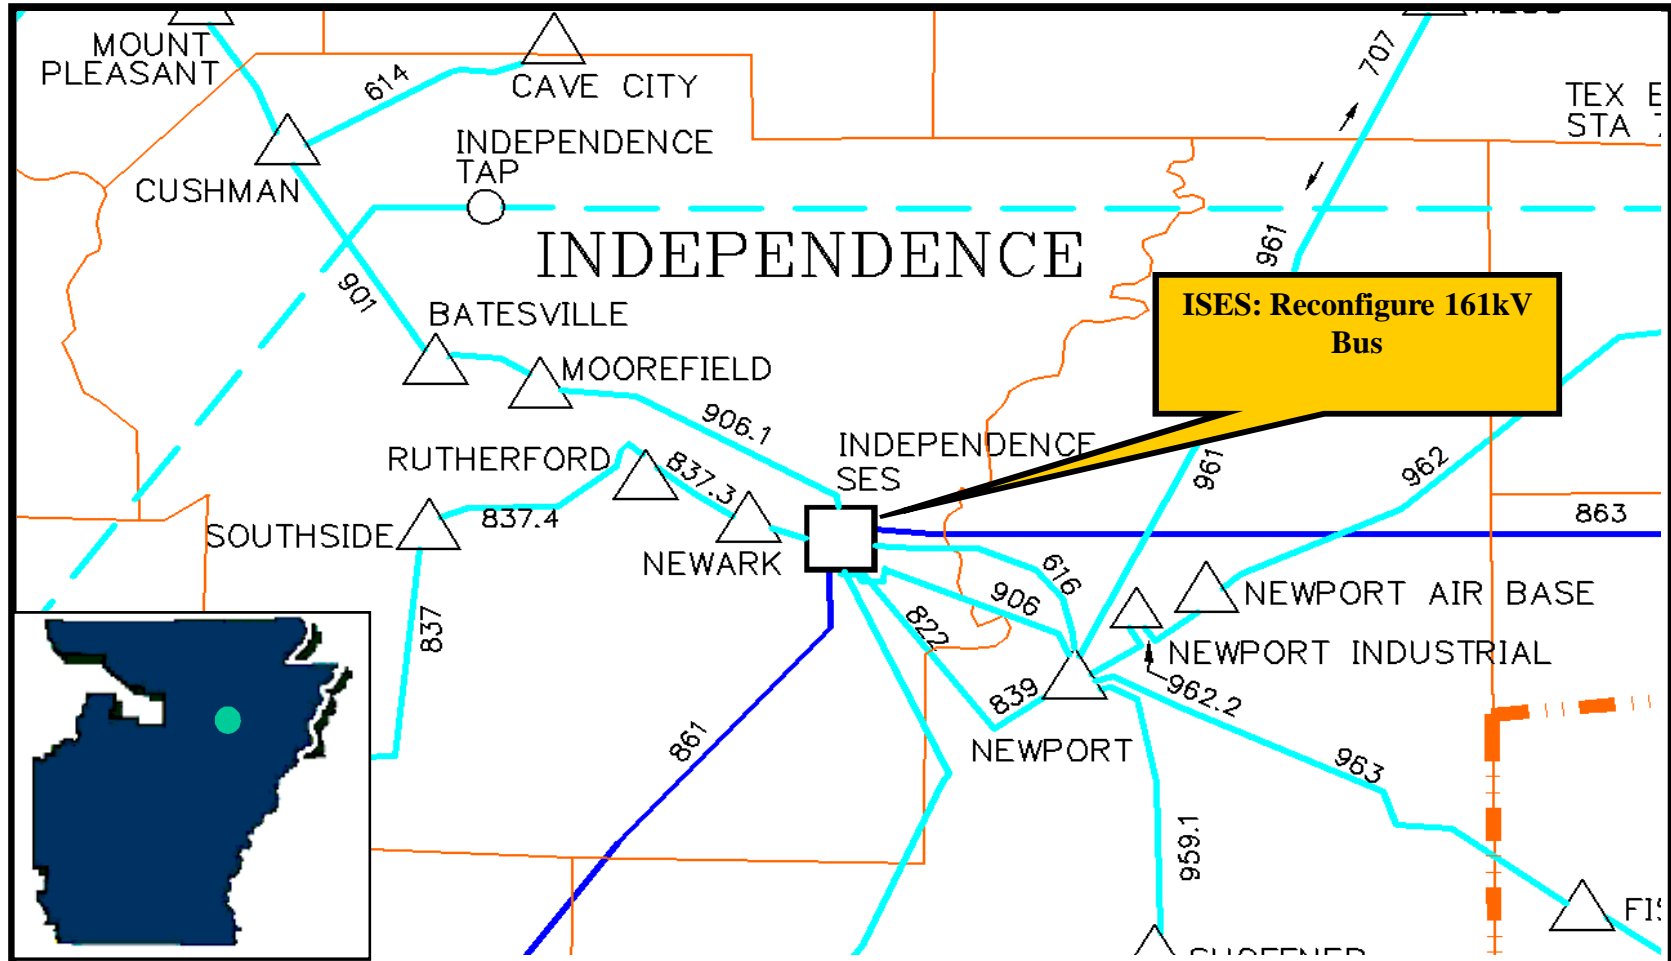 MOUNT
PLEASANT
614
CAVE CITY
707
TEX
STA
INDEPENDENCE
TAP
CUSHMAN
INDEPENDENCE
961
901
BATESVILLE
ISES: Reconfigure 161kV
Bus
MOOREFIELD
906.1
INDEPENDENCE
SES
RUTHERFORD
837.3
961
962
SOUTHSIDE
837.4
863
NEWARK
616
906
NEWPORT AIR BASE
822
837
NEWPORT INDUSTRIAL
962.2
839
861
NEWPORT
963
959.1